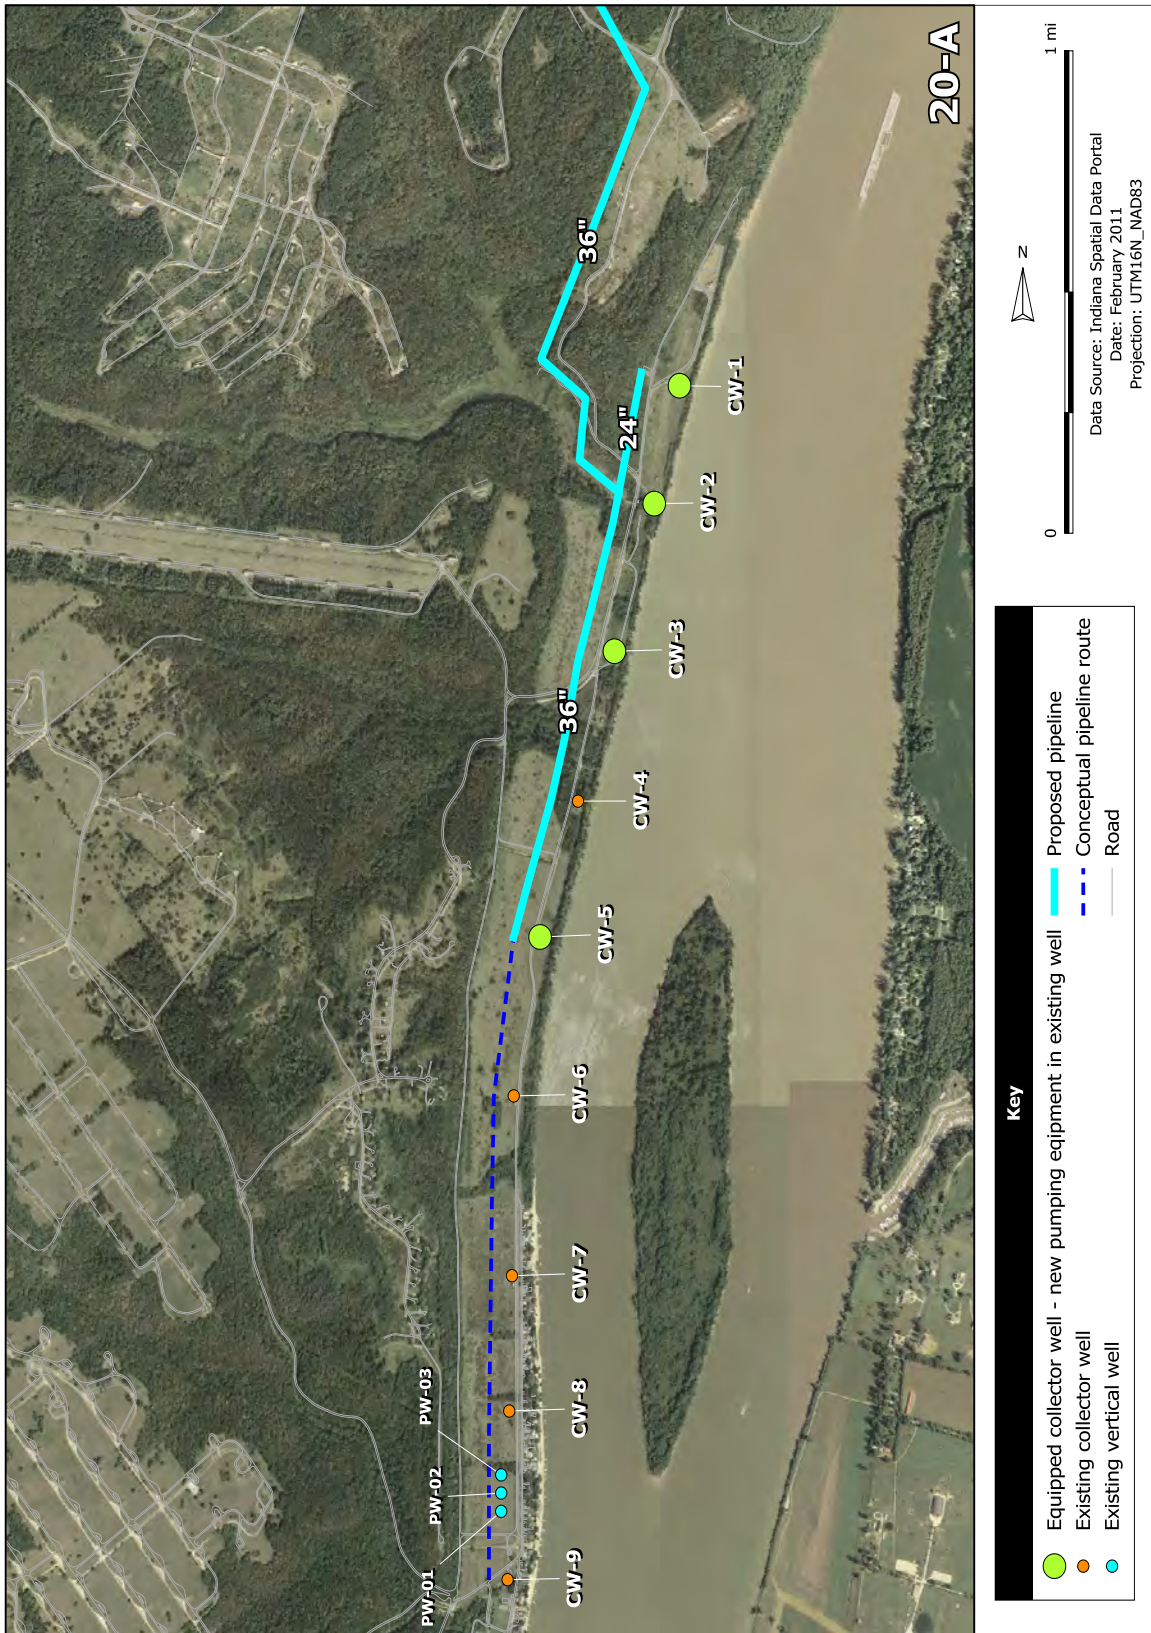 20-A
36"
24"
36"
CW-1
CW-2
CW-3
CW-4
CW-5
CW-6
CW-7
CW-8
CW-9
PW-03
PW-02
PW-01
Key
Equipped collector well - new pumping eqipment in existing well
Existing collector well
Existing vertical well
Proposed pipeline
Conceptual pipeline route
Road
N
0
1 mi
Data Source: Indiana Spatial Data Portal
Date: February 2011
Projection: UTM16N_NAD83